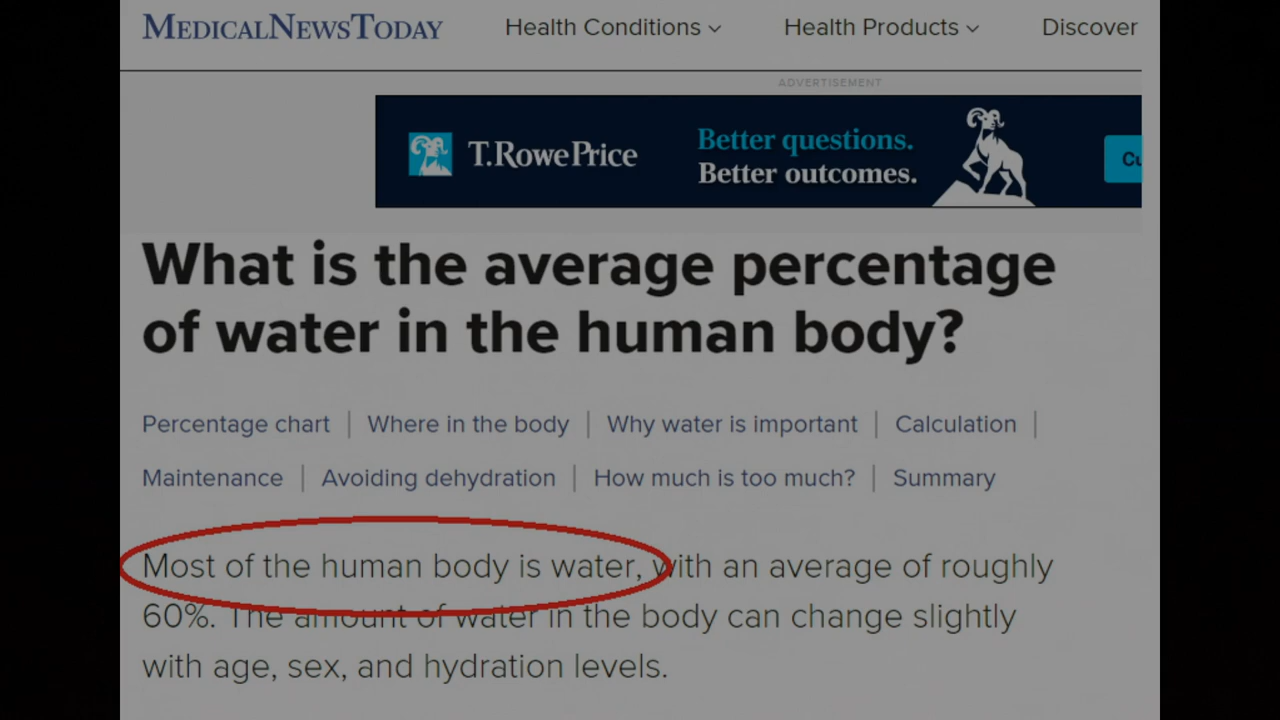 MEDICALNEWSTODAY Health Conditions Health Products Discover
ADVERTISEMENT
T.RowePrice
Better questions.
Better outcomes.
What is the average percentage
of water in the human body?
Percentage chart | Where in the body | Why water is important | Calculation |
Maintenance | Avoiding dehydration | How much is too much? | Summary
Most of the human body is water, with an average of roughly
60%. The amount of water in the body can change slightly
with age, sex, and hydration levels.